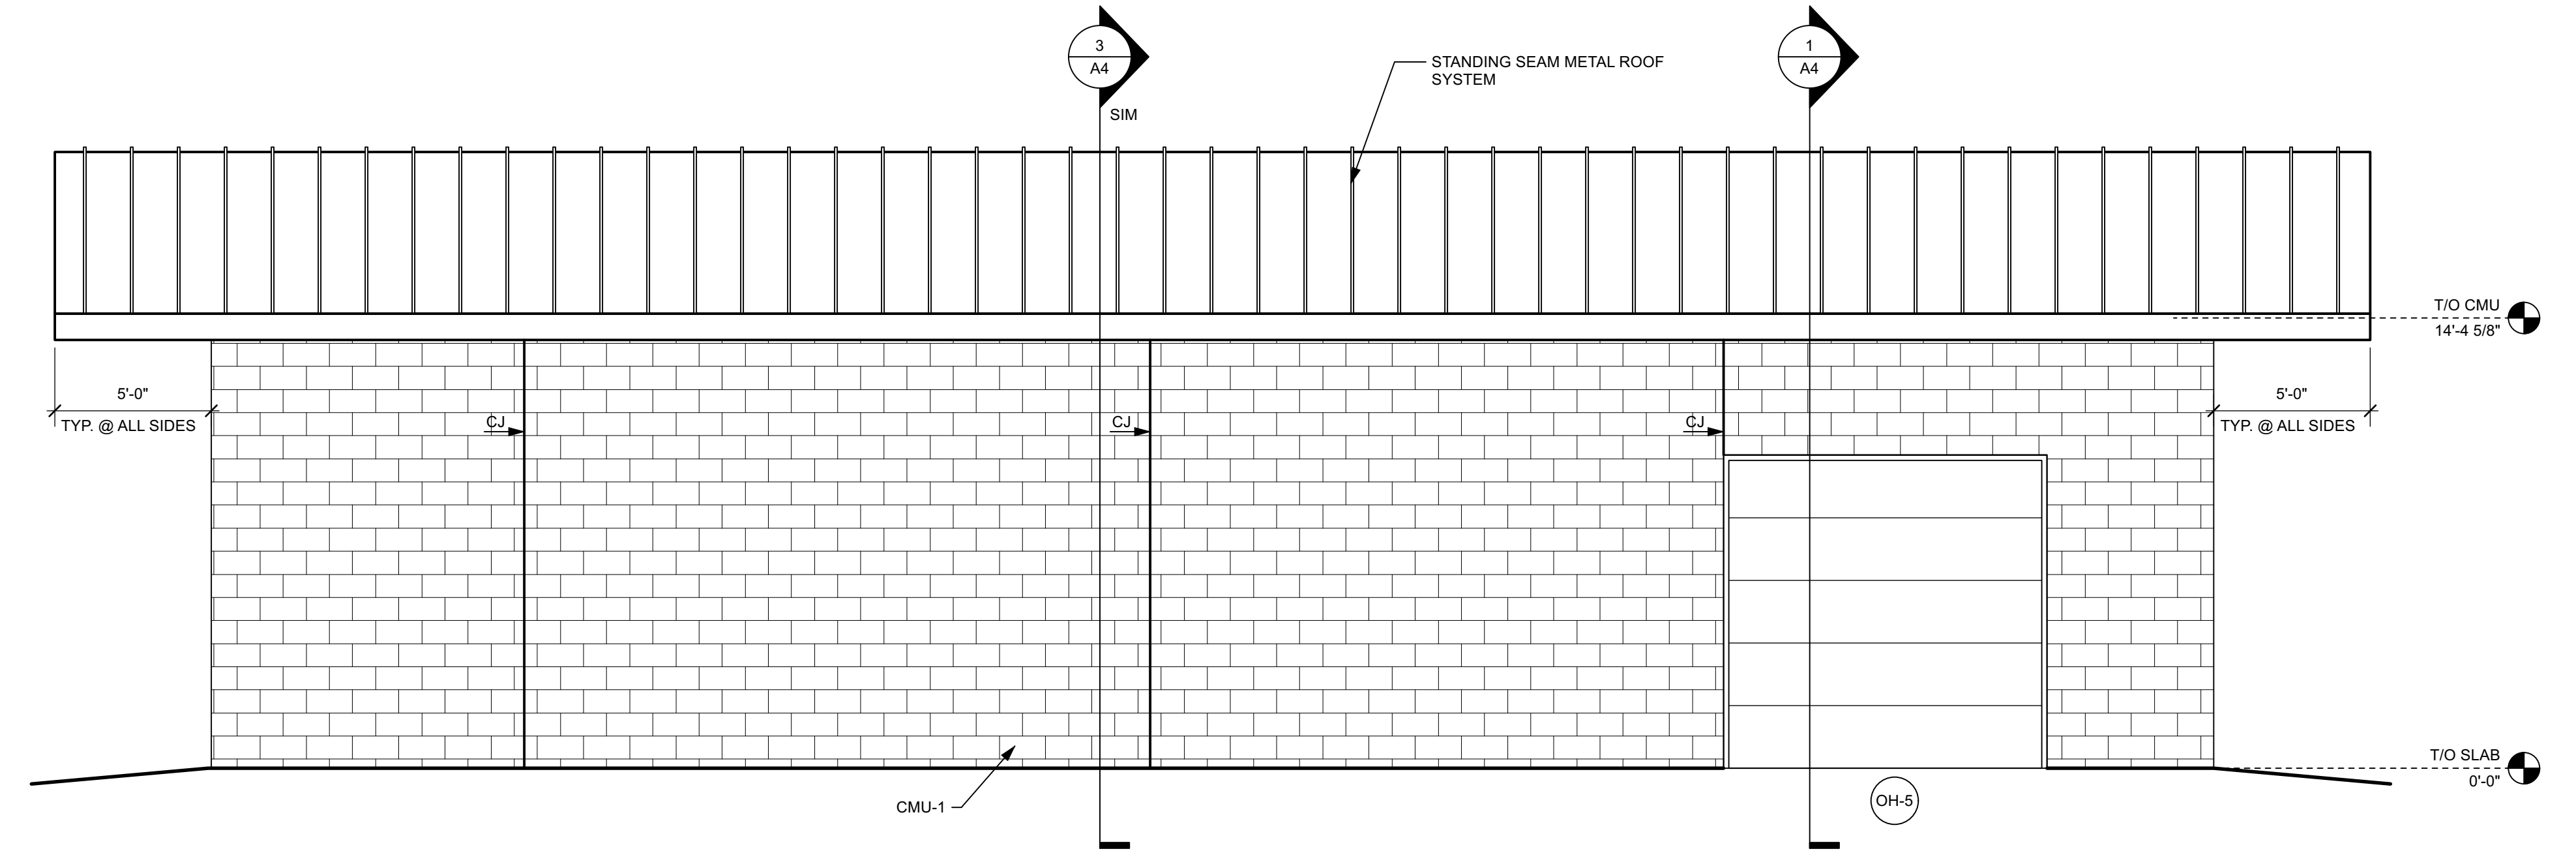 3
A4
SIM
STANDING SEAM METAL ROOF
SYSTEM
1
A4
T/O CMU
14'-4 5/8"
5'-0"
TYP. @ ALL SIDES
CJ
CJ
CJ
5'-0"
TYP. @ ALL SIDES
T/O SLAB
0'-0"
CMU-1
OH-5